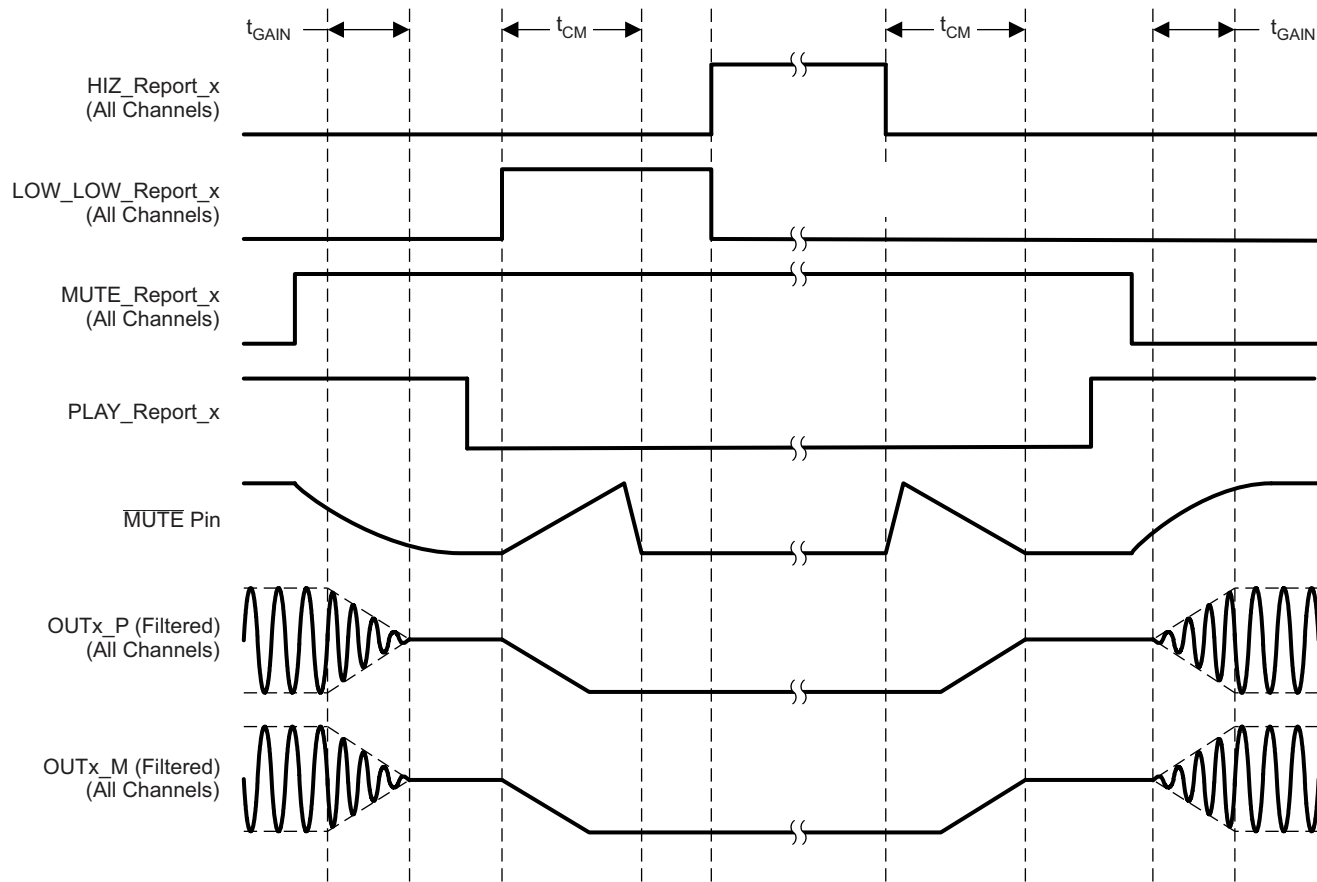 tGAIN tCM tCM tGAIN
HIZ_Report_x
(All Channels)
LOW_LOW_Report_x
(All Channels)
MUTE_Report_x
(All Channels)
PLAY_Report_x
MUTE Pin
OUTx_P (Filtered)
(All Channels)
OUTx_M (Filtered)
(All Channels)